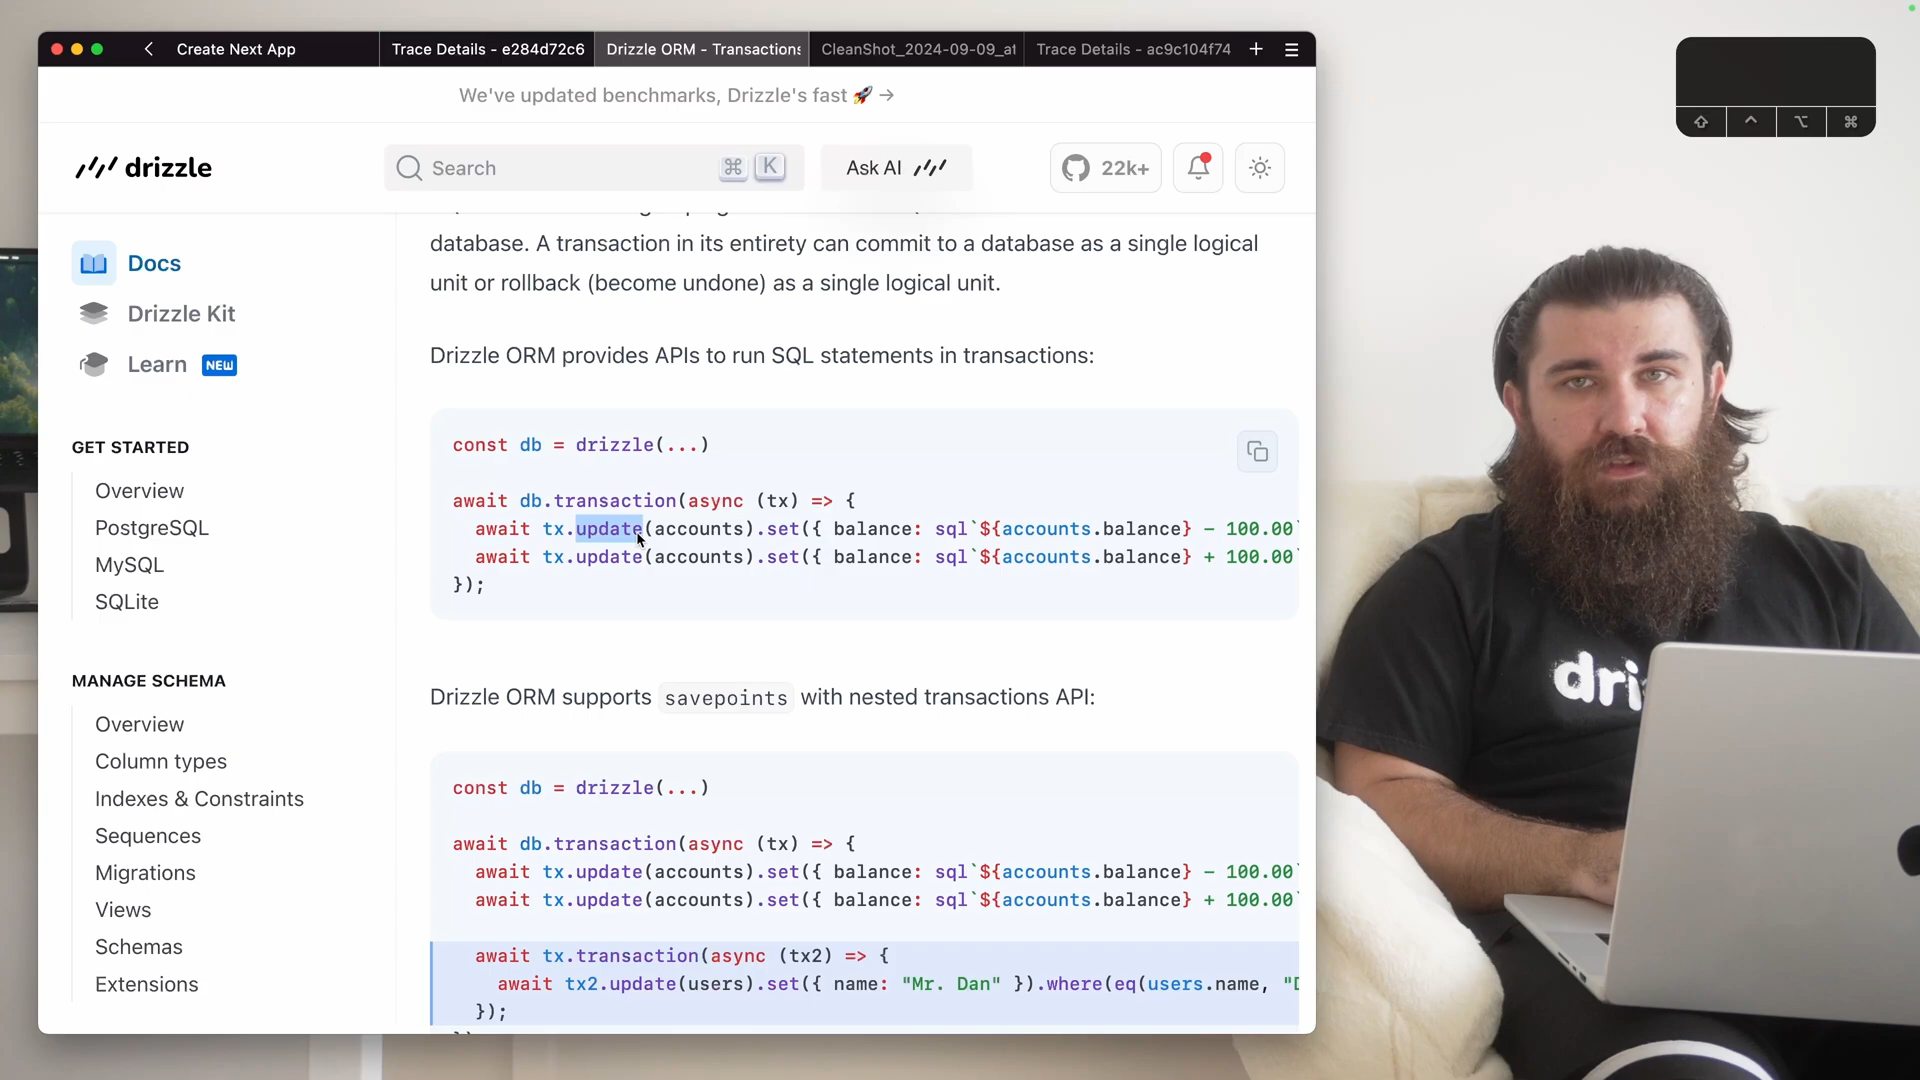 Create Next App
Trace Details - e284d72c6
Drizzle ORM - Transactions
CleanShot_2024-09-09_at
Trace Details - ac9c104f74
We've updated benchmarks, Drizzle's fast 🚀 →
drizzle
Search
⌘ K
Ask AI
22k+
Docs
Drizzle Kit
Learn NEW
GET STARTED
Overview
PostgreSQL
MySQL
SQLite
MANAGE SCHEMA
Overview
Column types
Indexes & Constraints
Sequences
Migrations
Views
Schemas
Extensions
database. A transaction in its entirety can commit to a database as a single logical
unit or rollback (become undone) as a single logical unit.
Drizzle ORM provides APIs to run SQL statements in transactions:
const db = drizzle(...)
await db.transaction(async (tx) => {
await tx.update(accounts).set({ balance: sql`${accounts.balance} - 100.00`
await tx.update(accounts).set({ balance: sql`${accounts.balance} + 100.00`
});
Drizzle ORM supports savepoints with nested transactions API:
const db = drizzle(...)
await db.transaction(async (tx) => {
await tx.update(accounts).set({ balance: sql`${accounts.balance} - 100.00`
await tx.update(accounts).set({ balance: sql`${accounts.balance} + 100.00`
await tx.transaction(async (tx2) => {
await tx2.update(users).set({ name: "Mr. Dan" }).where(eq(users.name, "D
});
dri